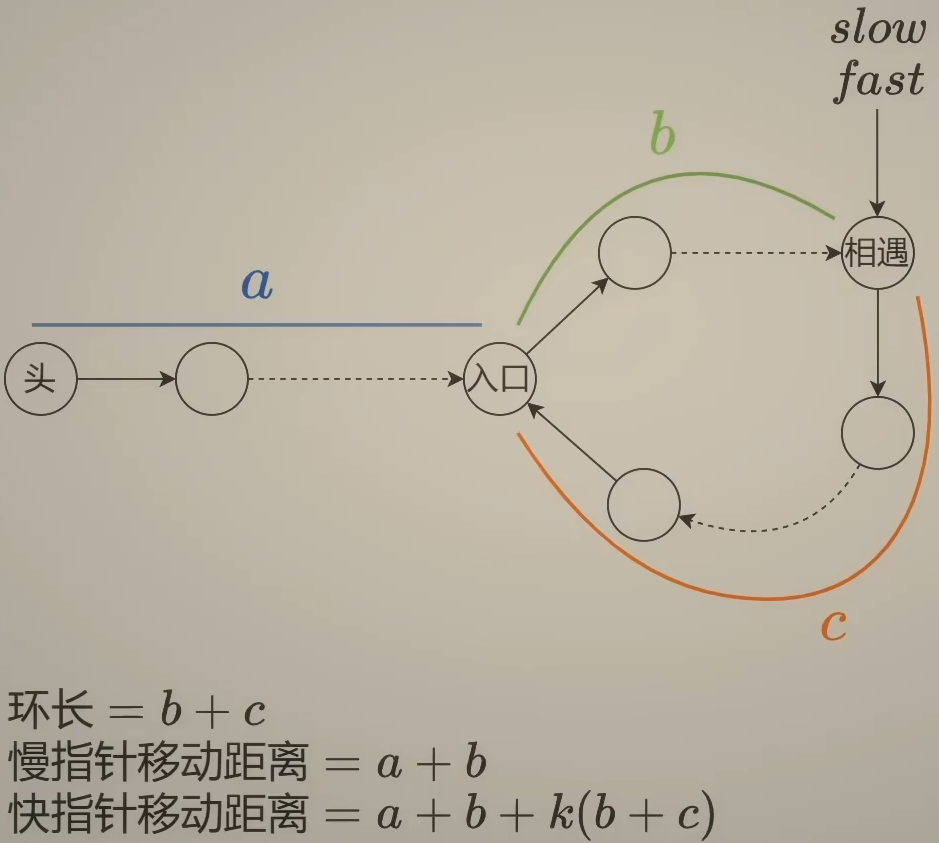 slow
fast
b
相遇
a
头
入口
c
环长 = b + c
慢指针移动距离 = a + b
快指针移动距离 = a + b + k(b + c)